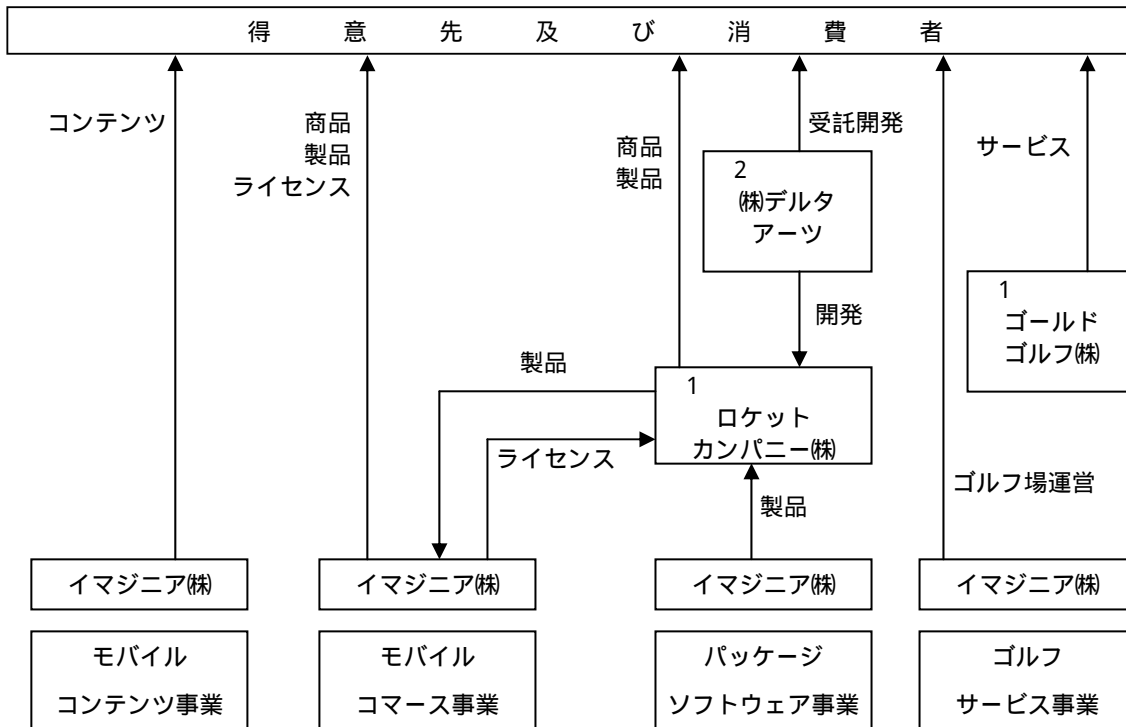 得意先及び消費者
コンテンツ
商品
製品
ライセンス
商品
製品
受託開発
サービス
2
㈱デルタ
アーツ
開発
1
ゴールド
ゴルフ㈱
製品
1
ロケット
カンパニー㈱
ライセンス
製品
ゴルフ場運営
イマジニア㈱
イマジニア㈱
イマジニア㈱
イマジニア㈱
モバイル
コンテンツ事業
モバイル
コマース事業
パッケージ
ソフトウェア事業
ゴルフ
サービス事業